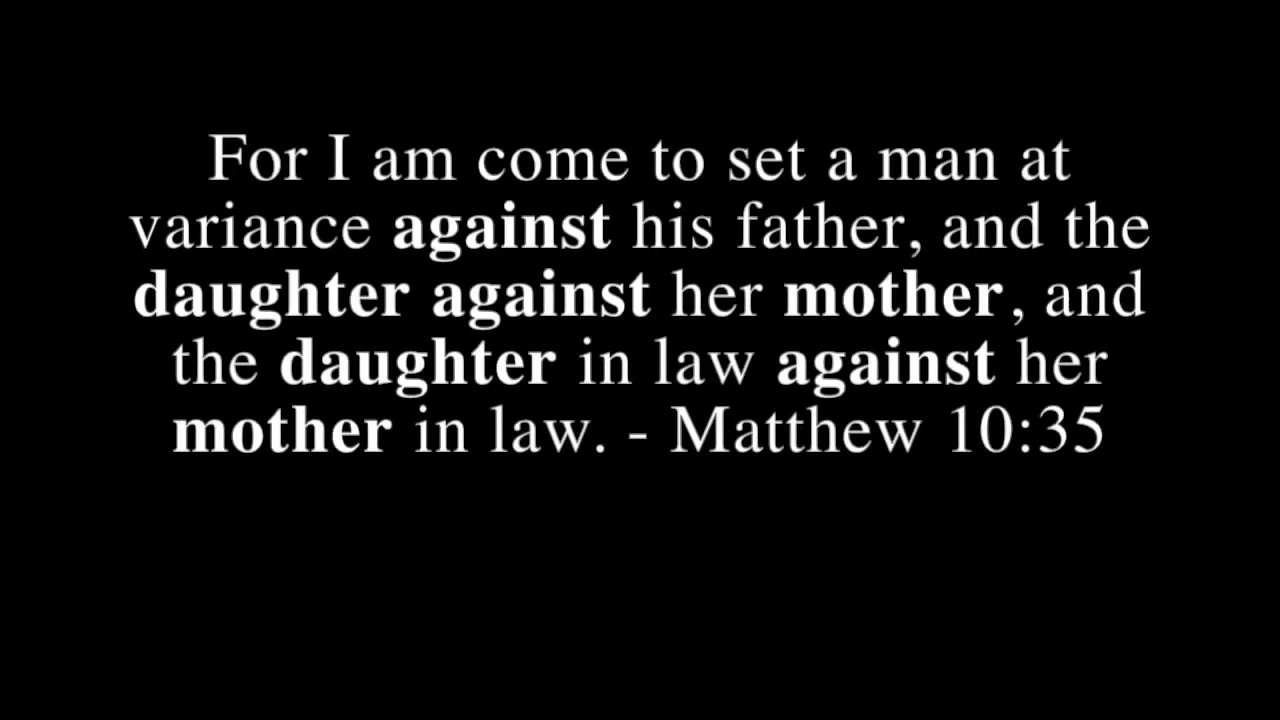 For I am come to set a man at
variance against his father, and the
daughter against her mother, and
the daughter in law against her
mother in law. - Matthew 10:35